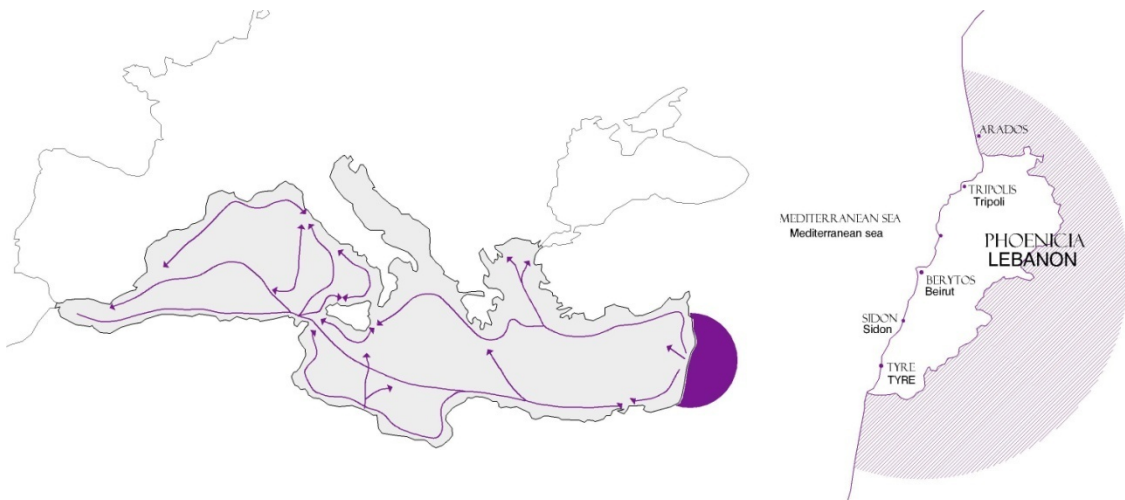 ARADOS
TRIPOLIS
Tripoli
MEDITERRANEAN SEA
Mediterranean sea
PHOENICIA
LEBANON
BERYTOS
Beirut
SIDON
Sidon
TYRE
TYRE